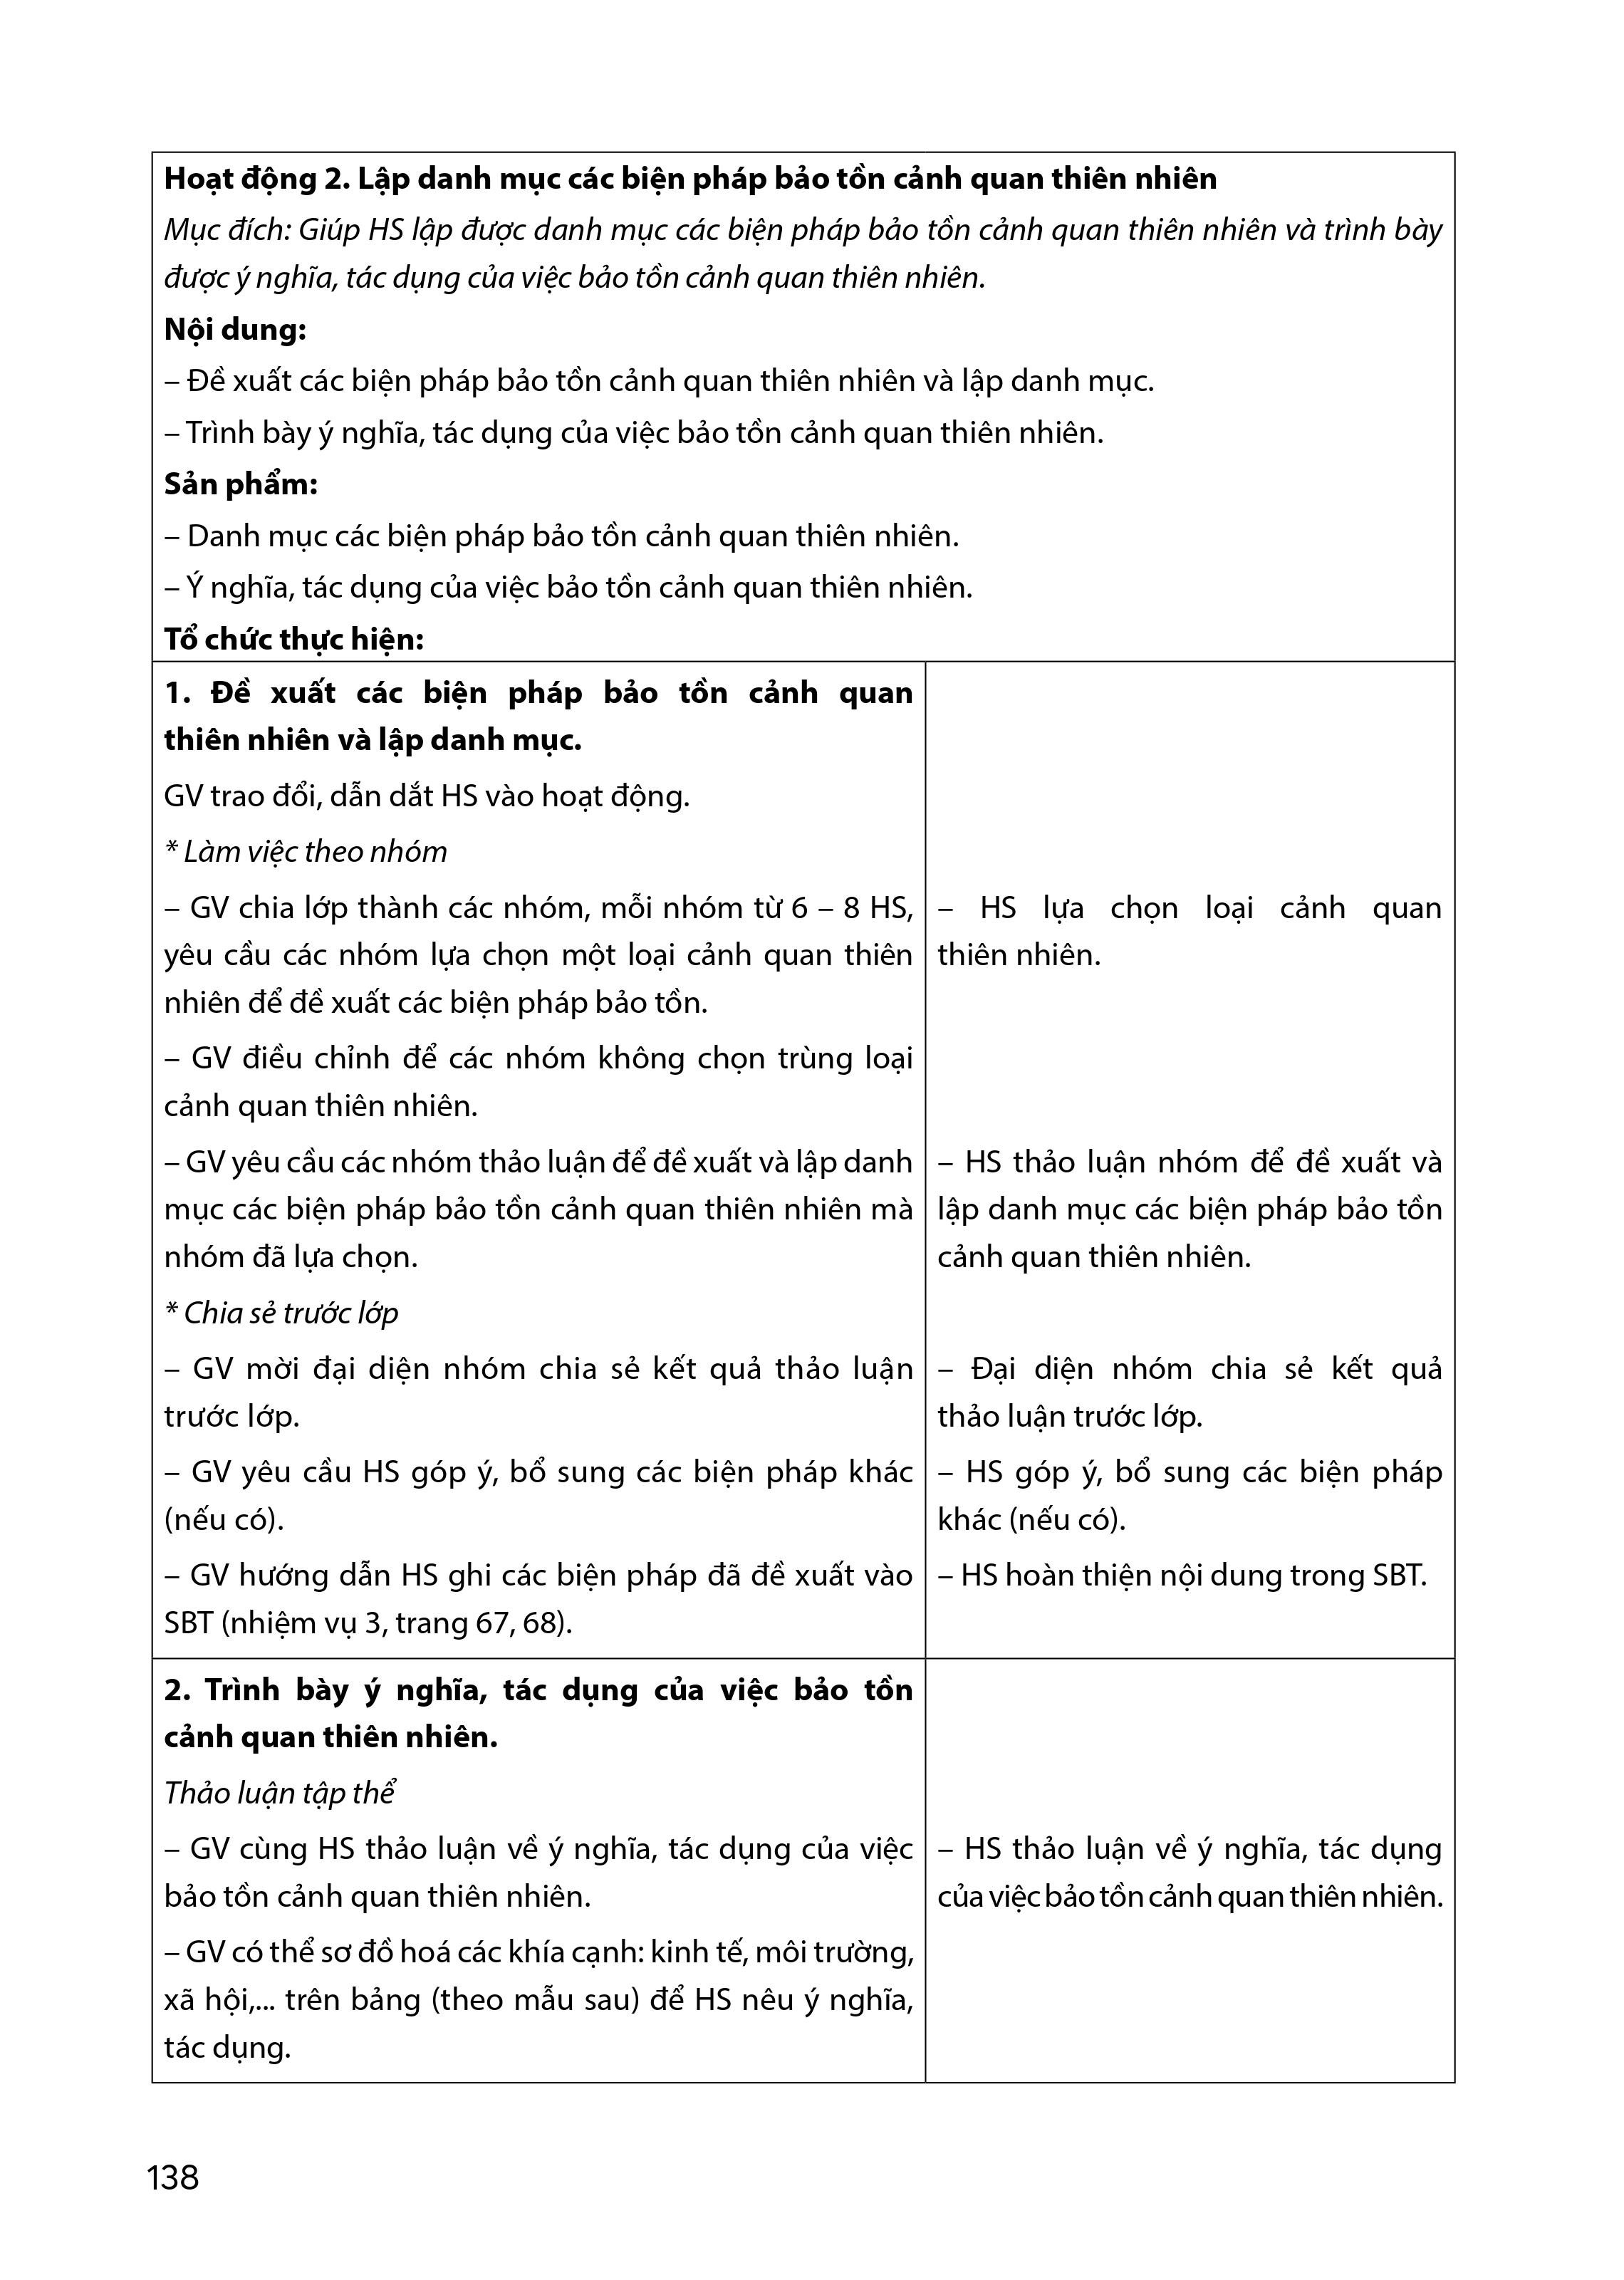 Hoạt động 2. Lập danh mục các biện pháp bảo tồn cảnh quan thiên nhiên
Mục đích: Giúp HS lập được danh mục các biện pháp bảo tồn cảnh quan thiên nhiên và trình bày
được ý nghĩa, tác dụng của việc bảo tồn cảnh quan thiên nhiên.
Nội dung:
– Đề xuất các biện pháp bảo tồn cảnh quan thiên nhiên và lập danh mục.
– Trình bày ý nghĩa, tác dụng của việc bảo tồn cảnh quan thiên nhiên.
Sản phẩm:
– Danh mục các biện pháp bảo tồn cảnh quan thiên nhiên.
– Ý nghĩa, tác dụng của việc bảo tồn cảnh quan thiên nhiên.
Tổ chức thực hiện:
1. Đề xuất các biện pháp bảo tồn cảnh quan
thiên nhiên và lập danh mục.
GV trao đổi, dẫn dắt HS vào hoạt động.
* Làm việc theo nhóm
– GV chia lớp thành các nhóm, mỗi nhóm từ 6 – 8 HS,
yêu cầu các nhóm lựa chọn một loại cảnh quan thiên
nhiên để đề xuất các biện pháp bảo tồn.
– GV điều chỉnh để các nhóm không chọn trùng loại
cảnh quan thiên nhiên.
– GV yêu cầu các nhóm thảo luận để đề xuất và lập danh
mục các biện pháp bảo tồn cảnh quan thiên nhiên mà
nhóm đã lựa chọn.
* Chia sẻ trước lớp
– GV mời đại diện nhóm chia sẻ kết quả thảo luận
trước lớp.
– GV yêu cầu HS góp ý, bổ sung các biện pháp khác
(nếu có).
– GV hướng dẫn HS ghi các biện pháp đã đề xuất vào
SBT (nhiệm vụ 3, trang 67, 68).
– HS lựa chọn loại cảnh quan
thiên nhiên.
– HS thảo luận nhóm để đề xuất và
lập danh mục các biện pháp bảo tồn
cảnh quan thiên nhiên.
– Đại diện nhóm chia sẻ kết quả
thảo luận trước lớp.
– HS góp ý, bổ sung các biện pháp
khác (nếu có).
– HS hoàn thiện nội dung trong SBT.
2. Trình bày ý nghĩa, tác dụng của việc bảo tồn
cảnh quan thiên nhiên.
Thảo luận tập thể
– GV cùng HS thảo luận về ý nghĩa, tác dụng của việc
bảo tồn cảnh quan thiên nhiên.
– GV có thể sơ đồ hoá các khía cạnh: kinh tế, môi trường,
xã hội,... trên bảng (theo mẫu sau) để HS nêu ý nghĩa,
tác dụng.
– HS thảo luận về ý nghĩa, tác dụng
của việc bảo tồn cảnh quan thiên nhiên.
138